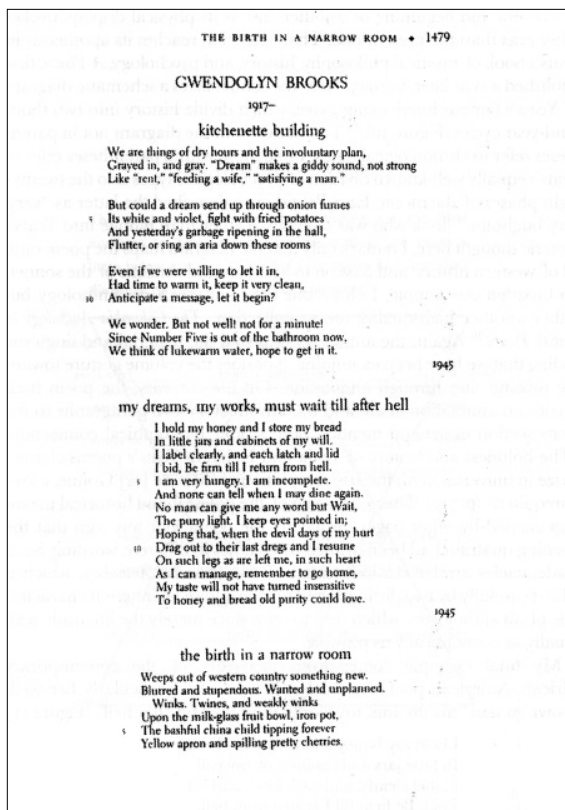 THE BIRTH IN A NARROW ROOM ♦ 1479
GWENDOLYN BROOKS
1917–
kitchenette building
We are things of dry hours and the involuntary plan,
Grayed in, and gray. “Dream” makes a giddy sound, not strong
Like “rent,” “feeding a wife,” “satisfying a man.”
But could a dream send up through onion fumes
5 Its white and violet, fight with fried potatoes
And yesterday’s garbage ripening in the hall,
Flutter, or sing an aria down these rooms
Even if we were willing to let it in,
Had time to warm it, keep it very clean,
10 Anticipate a message, let it begin?
We wonder. But not well! not for a minute!
Since Number Five is out of the bathroom now,
We think of lukewarm water, hope to get in it.
1945
my dreams, my works, must wait till after hell
I hold my honey and I store my bread
In little jars and cabinets of my will.
I label clearly, and each latch and lid
I bid, Be firm till I return from hell.
5 I am very hungry. I am incomplete.
And none can tell when I may dine again.
No man can give me any word but Wait,
The puny light. I keep eyes pointed in;
Hoping that, when the devil days of my hurt
10 Drag out to their last dregs and I resume
On such legs as are left me, in such heart
As I can manage, remember to go home,
My taste will not have turned insensitive
To honey and bread old purity could love.
1945
the birth in a narrow room
Weeps out of western country something new.
Blurred and stupendous. Wanted and unplanned.
Winks. Twines, and weakly winks
Upon the milk-glass fruit bowl, iron pot,
5 The bashful china child tipping forever
Yellow apron and spilling pretty cherries.